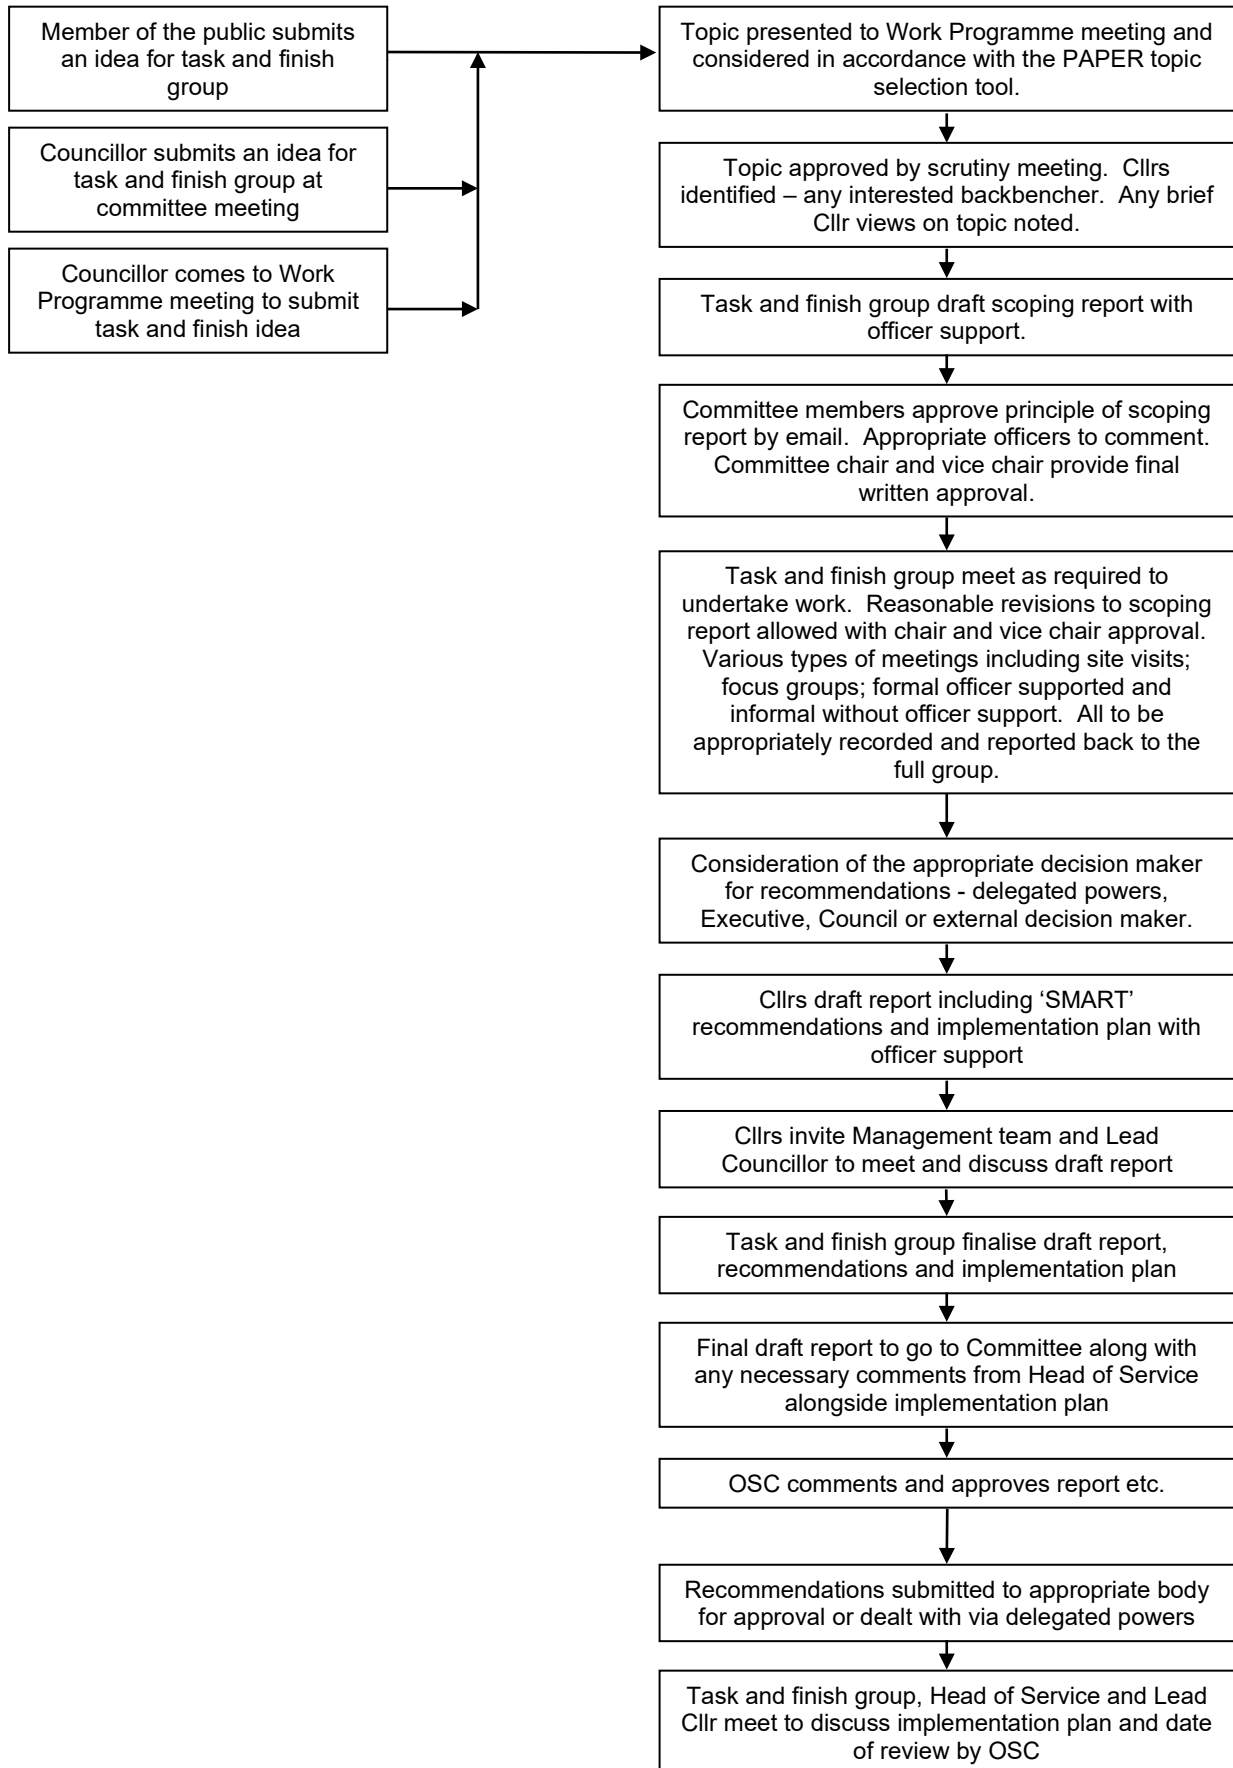 Member of the public submits
an idea for task and finish
group
Councillor submits an idea for
task and finish group at
committee meeting
Councillor comes to Work
Programme meeting to submit
task and finish idea
Topic presented to Work Programme meeting and
considered in accordance with the PAPER topic
selection tool.
Topic approved by scrutiny meeting.  Cllrs
identified – any interested backbencher.  Any brief
Cllr views on topic noted.
Task and finish group draft scoping report with
officer support.
Committee members approve principle of scoping
report by email.  Appropriate officers to comment.
Committee chair and vice chair provide final
written approval.
Task and finish group meet as required to
undertake work.  Reasonable revisions to scoping
report allowed with chair and vice chair approval.
Various types of meetings including site visits;
focus groups; formal officer supported and
informal without officer support.  All to be
appropriately recorded and reported back to the
full group.
Consideration of the appropriate decision maker
for recommendations - delegated powers,
Executive, Council or external decision maker.
Cllrs draft report including ‘SMART’
recommendations and implementation plan with
officer support
Cllrs invite Management team and Lead
Councillor to meet and discuss draft report
Task and finish group finalise draft report,
recommendations and implementation plan
Final draft report to go to Committee along with
any necessary comments from Head of Service
alongside implementation plan
OSC comments and approves report etc.
Recommendations submitted to appropriate body
for approval or dealt with via delegated powers
Task and finish group, Head of Service and Lead
Cllr meet to discuss implementation plan and date
of review by OSC